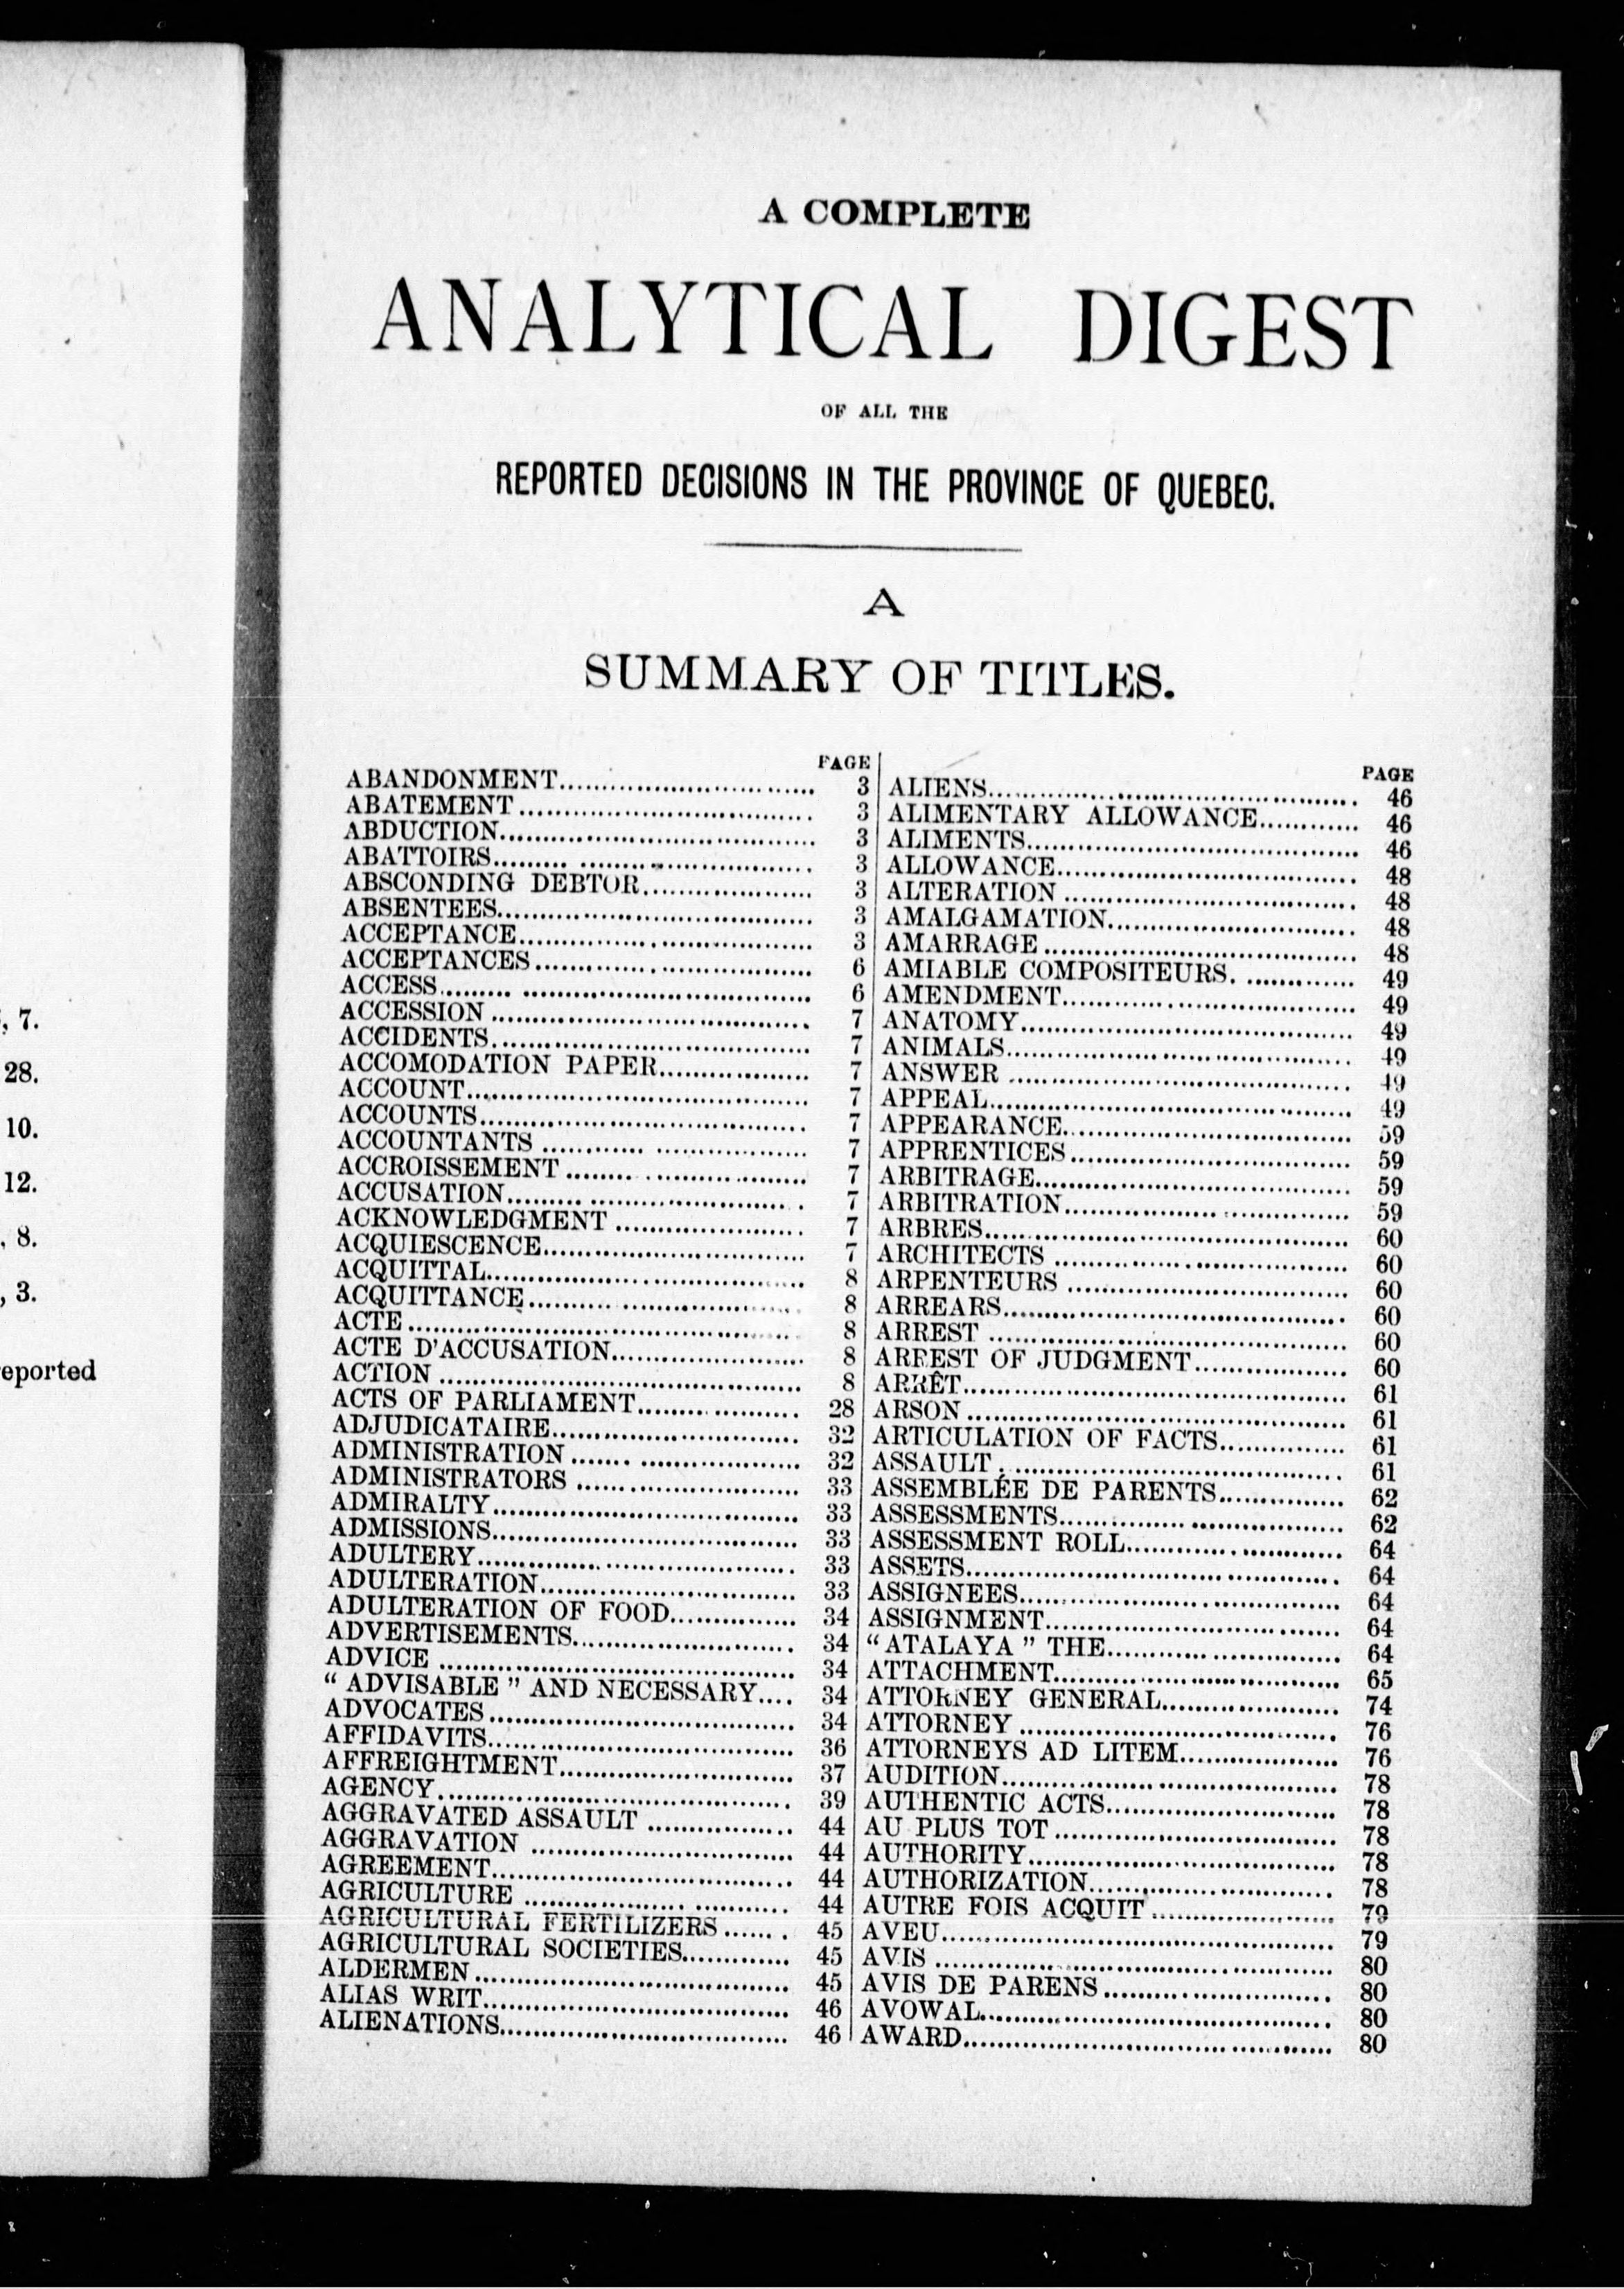 , 7.
28.
10.
12.
, 8.
, 3.
eported
A COMPLETE
ANALYTICAL DIGEST
OF ALL THE
REPORTED DECISIONS IN THE PROVINCE OF QUEBEC.
A
SUMMARY OF TITLES.
PAGE
ABANDONMENT 3
ABATEMENT 3
ABDUCTION 3
ABATTOIRS 3
ABSCONDING DEBTOR 3
ABSENTEES 3
ACCEPTANCE 3
ACCEPTANCES 6
ACCESS 6
ACCESSION 7
ACCIDENTS 7
ACCOMODATION PAPER 7
ACCOUNT 7
ACCOUNTS 7
ACCOUNTANTS 7
ACCROISSEMENT 7
ACCUSATION 7
ACKNOWLEDGMENT 7
ACQUIESCENCE 7
ACQUITTAL 8
ACQUITTANCE 8
ACTE 8
ACTE D'ACCUSATION 8
ACTION 8
ACTS OF PARLIAMENT 28
ADJUDICATAIRE 32
ADMINISTRATION 32
ADMINISTRATORS 33
ADMIRALTY 33
ADMISSIONS 33
ADULTERY 33
ADULTERATION 33
ADULTERATION OF FOOD 34
ADVERTISEMENTS 34
ADVICE 34
“ ADVISABLE ” AND NECESSARY 34
ADVOCATES 34
AFFIDAVITS 36
AFFREIGHTMENT 37
AGENCY 39
AGGRAVATED ASSAULT 44
AGGRAVATION 44
AGREEMENT 44
AGRICULTURE 44
AGRICULTURAL FERTILIZERS 45
AGRICULTURAL SOCIETIES 45
ALDERMEN 45
ALIAS WRIT 46
ALIENATIONS 46
PAGE
ALIENS 46
ALIMENTARY ALLOWANCE 46
ALIMENTS 46
ALLOWANCE 48
ALTERATION 48
AMALGAMATION 48
AMARRAGE 48
AMIABLE COMPOSITEURS 49
AMENDMENT 49
ANATOMY 49
ANIMALS 49
ANSWER 49
APPEAL 49
APPEARANCE 59
APPRENTICES 59
ARBITRAGE 59
ARBITRATION 59
ARBRES 60
ARCHITECTS 60
ARPENTEURS 60
ARREARS 60
ARREST 60
ARREST OF JUDGMENT 60
ARRÊT 61
ARSON 61
ARTICULATION OF FACTS 61
ASSAULT 61
ASSEMBLÉE DE PARENTS 62
ASSESSMENTS 62
ASSESSMENT ROLL 64
ASSETS 64
ASSIGNEES 64
ASSIGNMENT 64
“ ATALAYA ” THE 64
ATTACHMENT 65
ATTORNEY GENERAL 74
ATTORNEY 76
ATTORNEYS AD LITEM 76
AUDITION 78
AUTHENTIC ACTS 78
AU PLUS TOT 78
AUTHORITY 78
AUTHORIZATION 78
AUTRE FOIS ACQUIT 79
AVEU 79
AVIS 80
AVIS DE PARENS 80
AVOWAL 80
AWARD 80